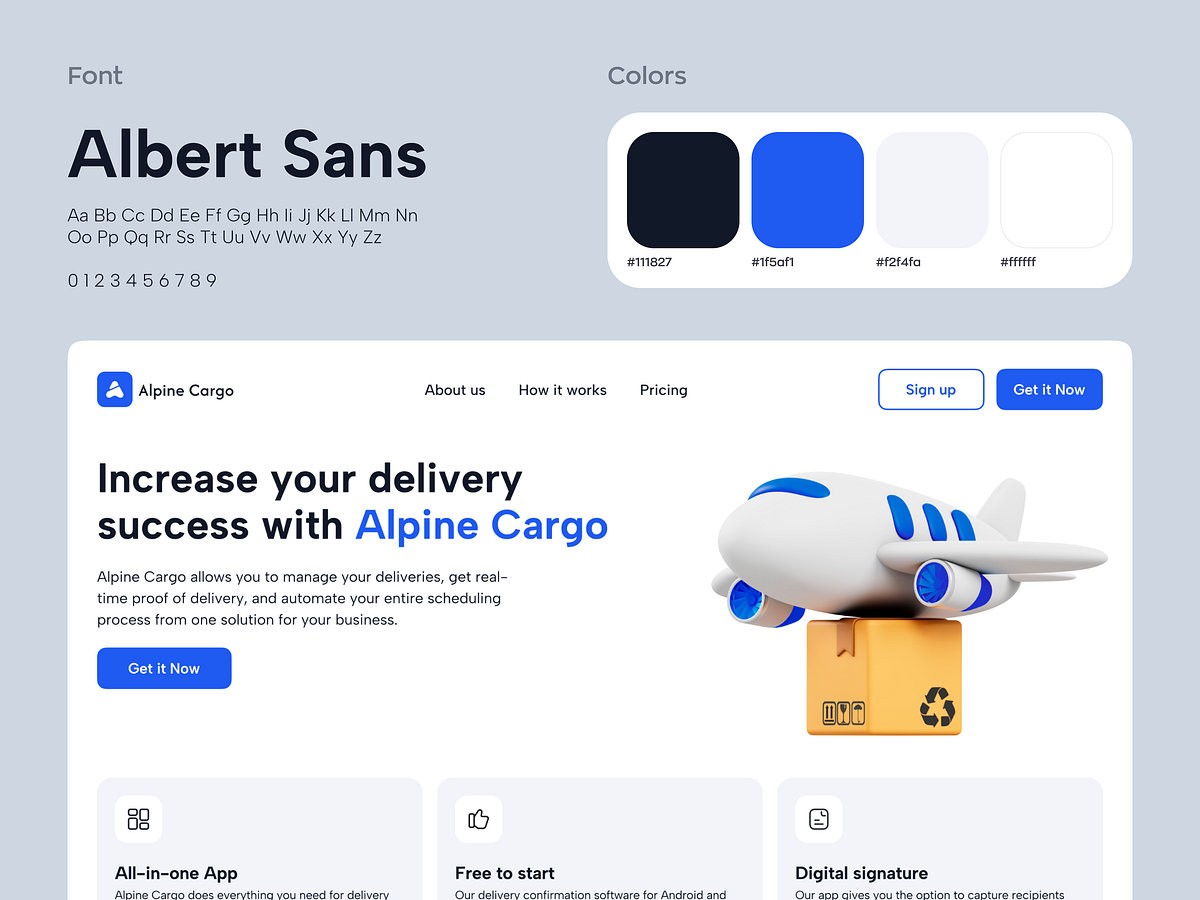 Font
Albert Sans
Aa Bb Cc Dd Ee Ff Gg Hh Ii Jj Kk Ll Mm Nn
Oo Pp Qq Rr Ss Tt Uu Vv Ww Xx Yy Zz
0 1 2 3 4 5 6 7 8 9
Colors
#111827
#1f5af1
#f2f4fa
#ffffff
Alpine Cargo
About us
How it works
Pricing
Sign up
Get it Now
Increase your delivery
success with Alpine Cargo
Alpine Cargo allows you to manage your deliveries, get real-
time proof of delivery, and automate your entire scheduling
process from one solution for your business.
Get it Now
All-in-one App
Alpine Cargo does everything you need for delivery
Free to start
Our delivery confirmation software for Android and
Digital signature
Our app gives you the option to capture recipients